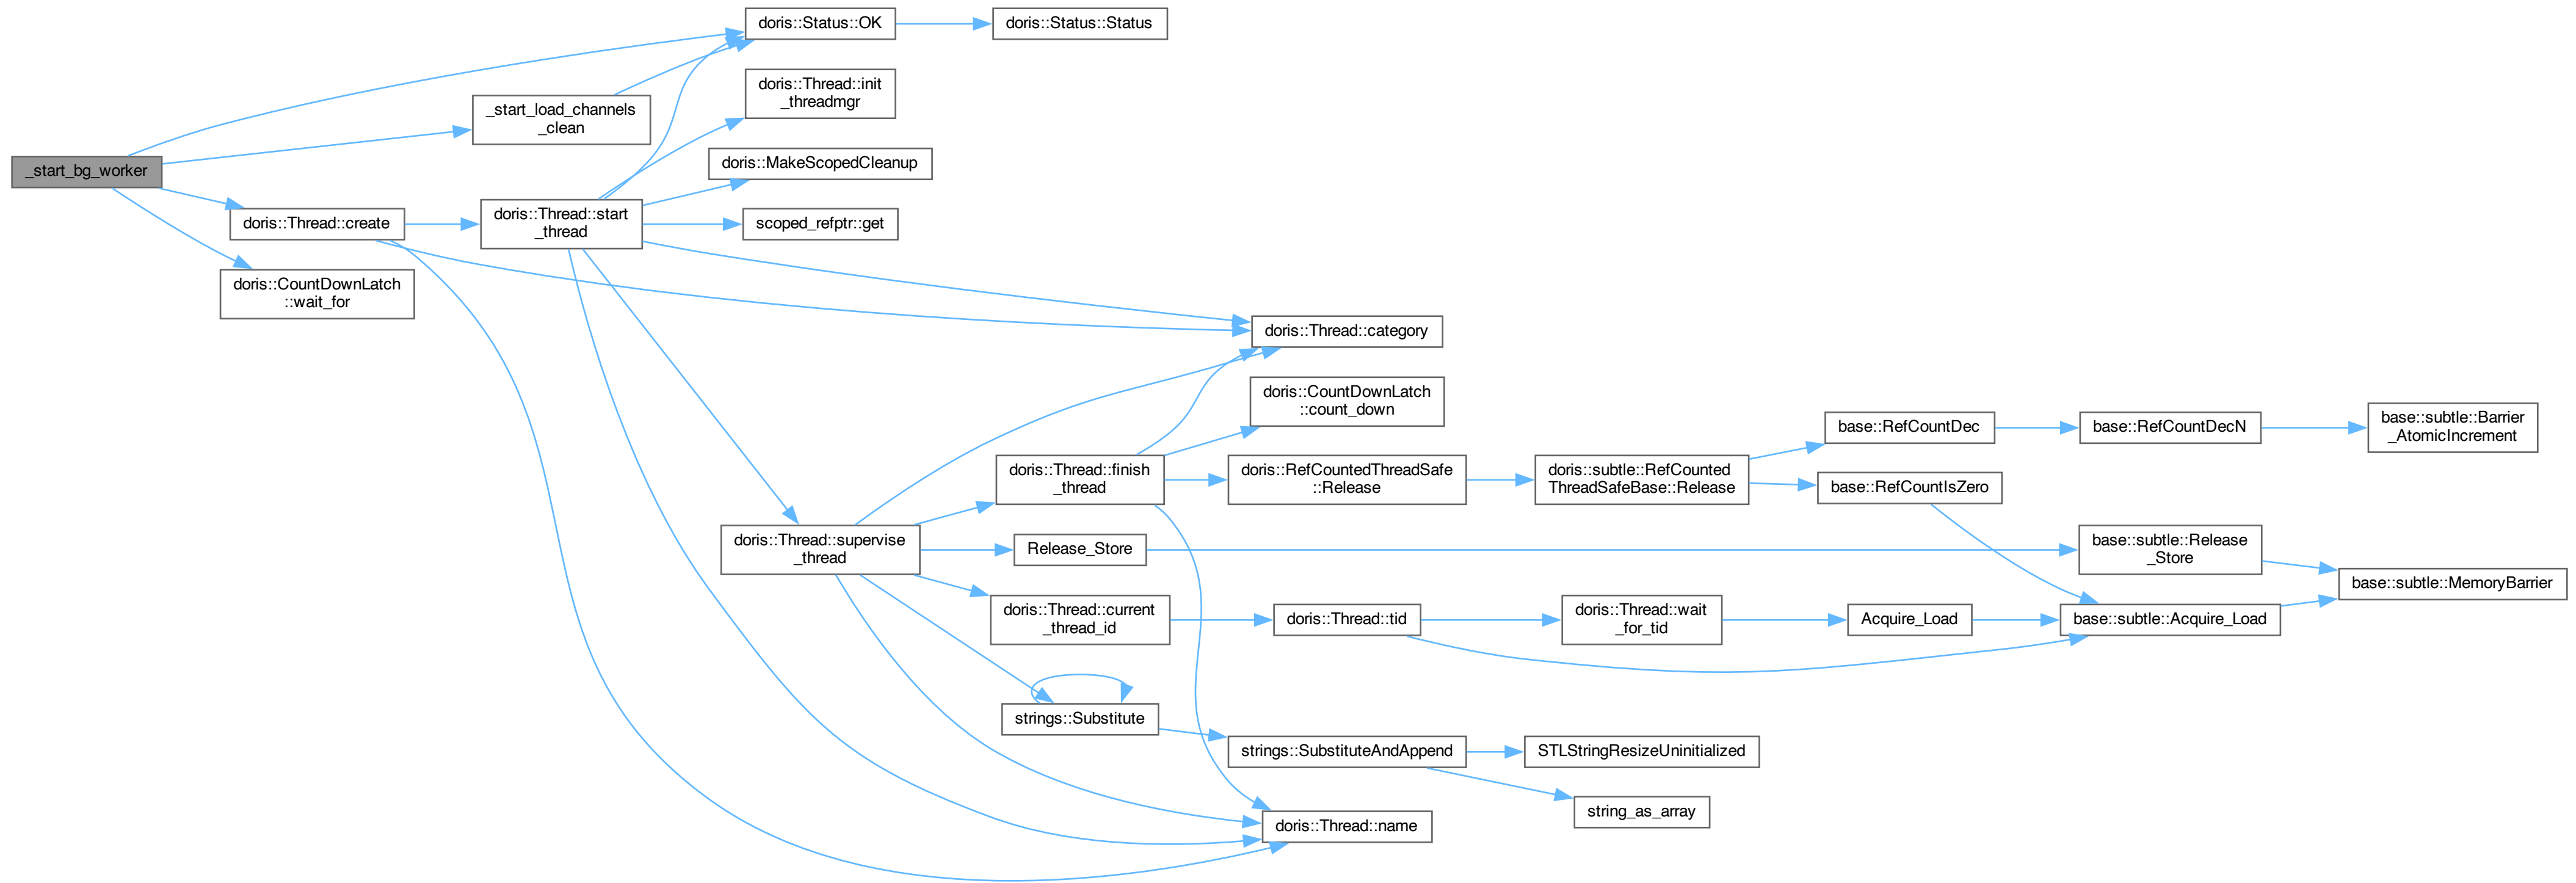 doris::Status::OK
doris::Status::Status
doris::Thread::init
_threadmgr
_start_load_channels
_clean
doris::MakeScopedCleanup
_start_bg_worker
doris::Thread::create
doris::Thread::start
_thread
scoped_refptr::get
doris::CountDownLatch
::wait_for
doris::Thread::category
doris::CountDownLatch
::count_down
base::RefCountDec
base::RefCountDecN
base::subtle::Barrier
_AtomicIncrement
doris::Thread::finish
_thread
doris::RefCountedThreadSafe
::Release
doris::subtle::RefCounted
ThreadSafeBase::Release
base::RefCountIsZero
doris::Thread::supervise
_thread
Release_Store
base::subtle::Release
_Store
base::subtle::MemoryBarrier
doris::Thread::current
_thread_id
doris::Thread::tid
doris::Thread::wait
_for_tid
Acquire_Load
base::subtle::Acquire_Load
strings::Substitute
strings::SubstituteAndAppend
STLStringResizeUninitialized
string_as_array
doris::Thread::name